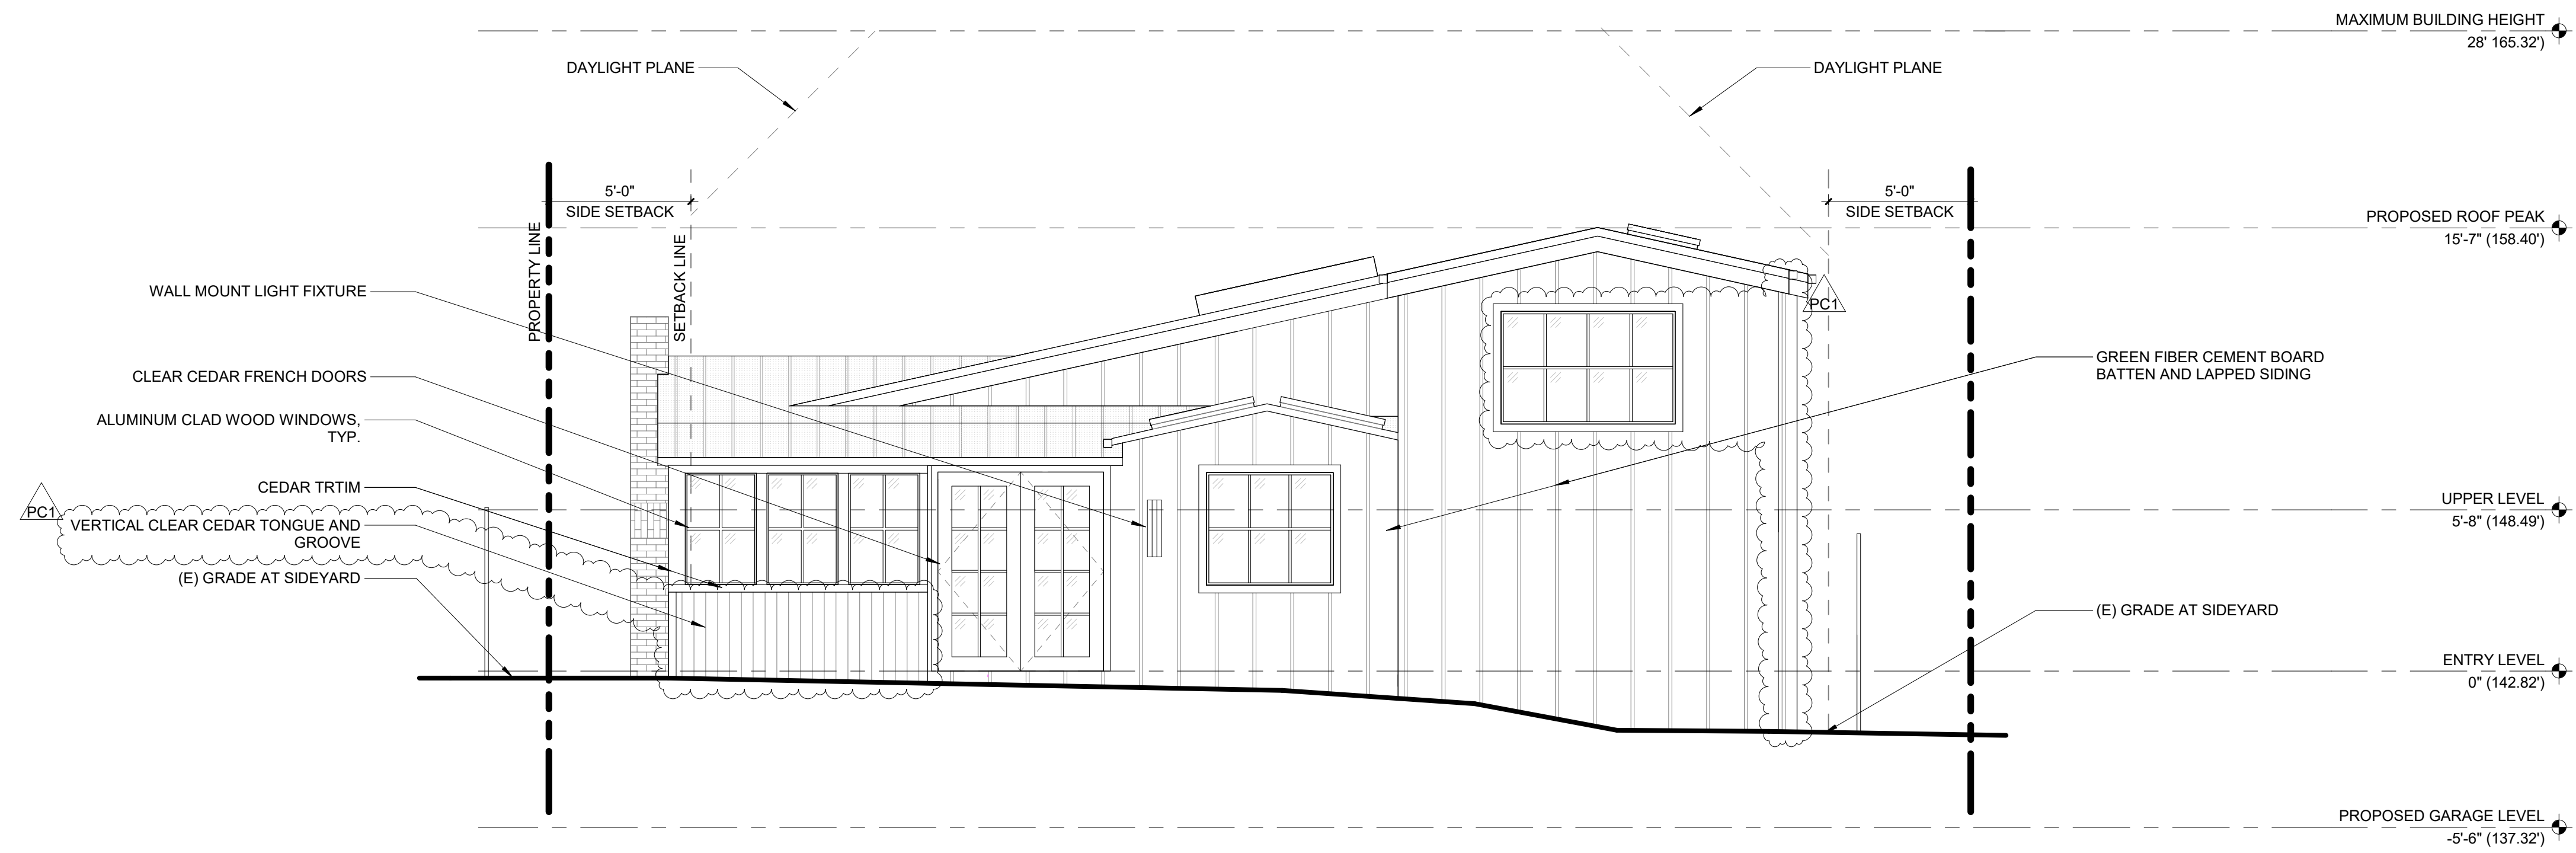 MAXIMUM BUILDING HEIGHT
28' 165.32')
DAYLIGHT PLANE
DAYLIGHT PLANE
5'-0"
SIDE SETBACK
5'-0"
SIDE SETBACK
PROPERTY LINE
SETBACK LINE
PROPOSED ROOF PEAK
15'-7" (158.40')
WALL MOUNT LIGHT FIXTURE
PC1
CLEAR CEDAR FRENCH DOORS
GREEN FIBER CEMENT BOARD
BATTEN AND LAPPED SIDING
ALUMINUM CLAD WOOD WINDOWS,
TYP.
CEDAR TRTIM
UPPER LEVEL
5'-8" (148.49')
PC1
VERTICAL CLEAR CEDAR TONGUE AND
GROOVE
(E) GRADE AT SIDEYARD
(E) GRADE AT SIDEYARD
ENTRY LEVEL
0" (142.82')
PROPOSED GARAGE LEVEL
-5'-6" (137.32')